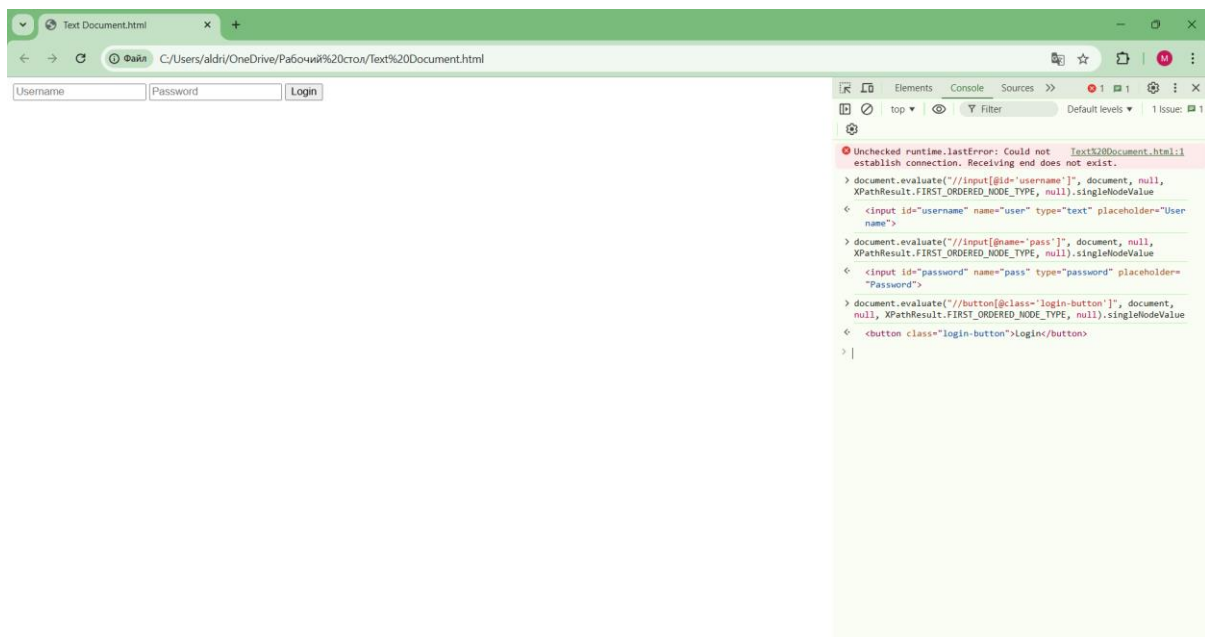 Text Document.html
Файл C:/Users/aldri/OneDrive/Рабочий%20стол/Text%20Document.html
M
Username Password Login
Elements Console Sources 1 1
top Filter Default levels 1 Issue: 1
Unchecked runtime.lastError: Could not Text%20Document.html:1
establish connection. Receiving end does not exist.
> document.evaluate("//input[@id='username']", document, null,
XPathResult.FIRST_ORDERED_NODE_TYPE, null).singleNodeValue
<input id="username" name="user" type="text" placeholder="User
name">
> document.evaluate("//input[@name='pass']", document, null,
XPathResult.FIRST_ORDERED_NODE_TYPE, null).singleNodeValue
<input id="password" name="pass" type="password" placeholder=
"Password">
> document.evaluate("//button[@class='login-button']", document,
null, XPathResult.FIRST_ORDERED_NODE_TYPE, null).singleNodeValue
<button class="login-button">Login</button>
>